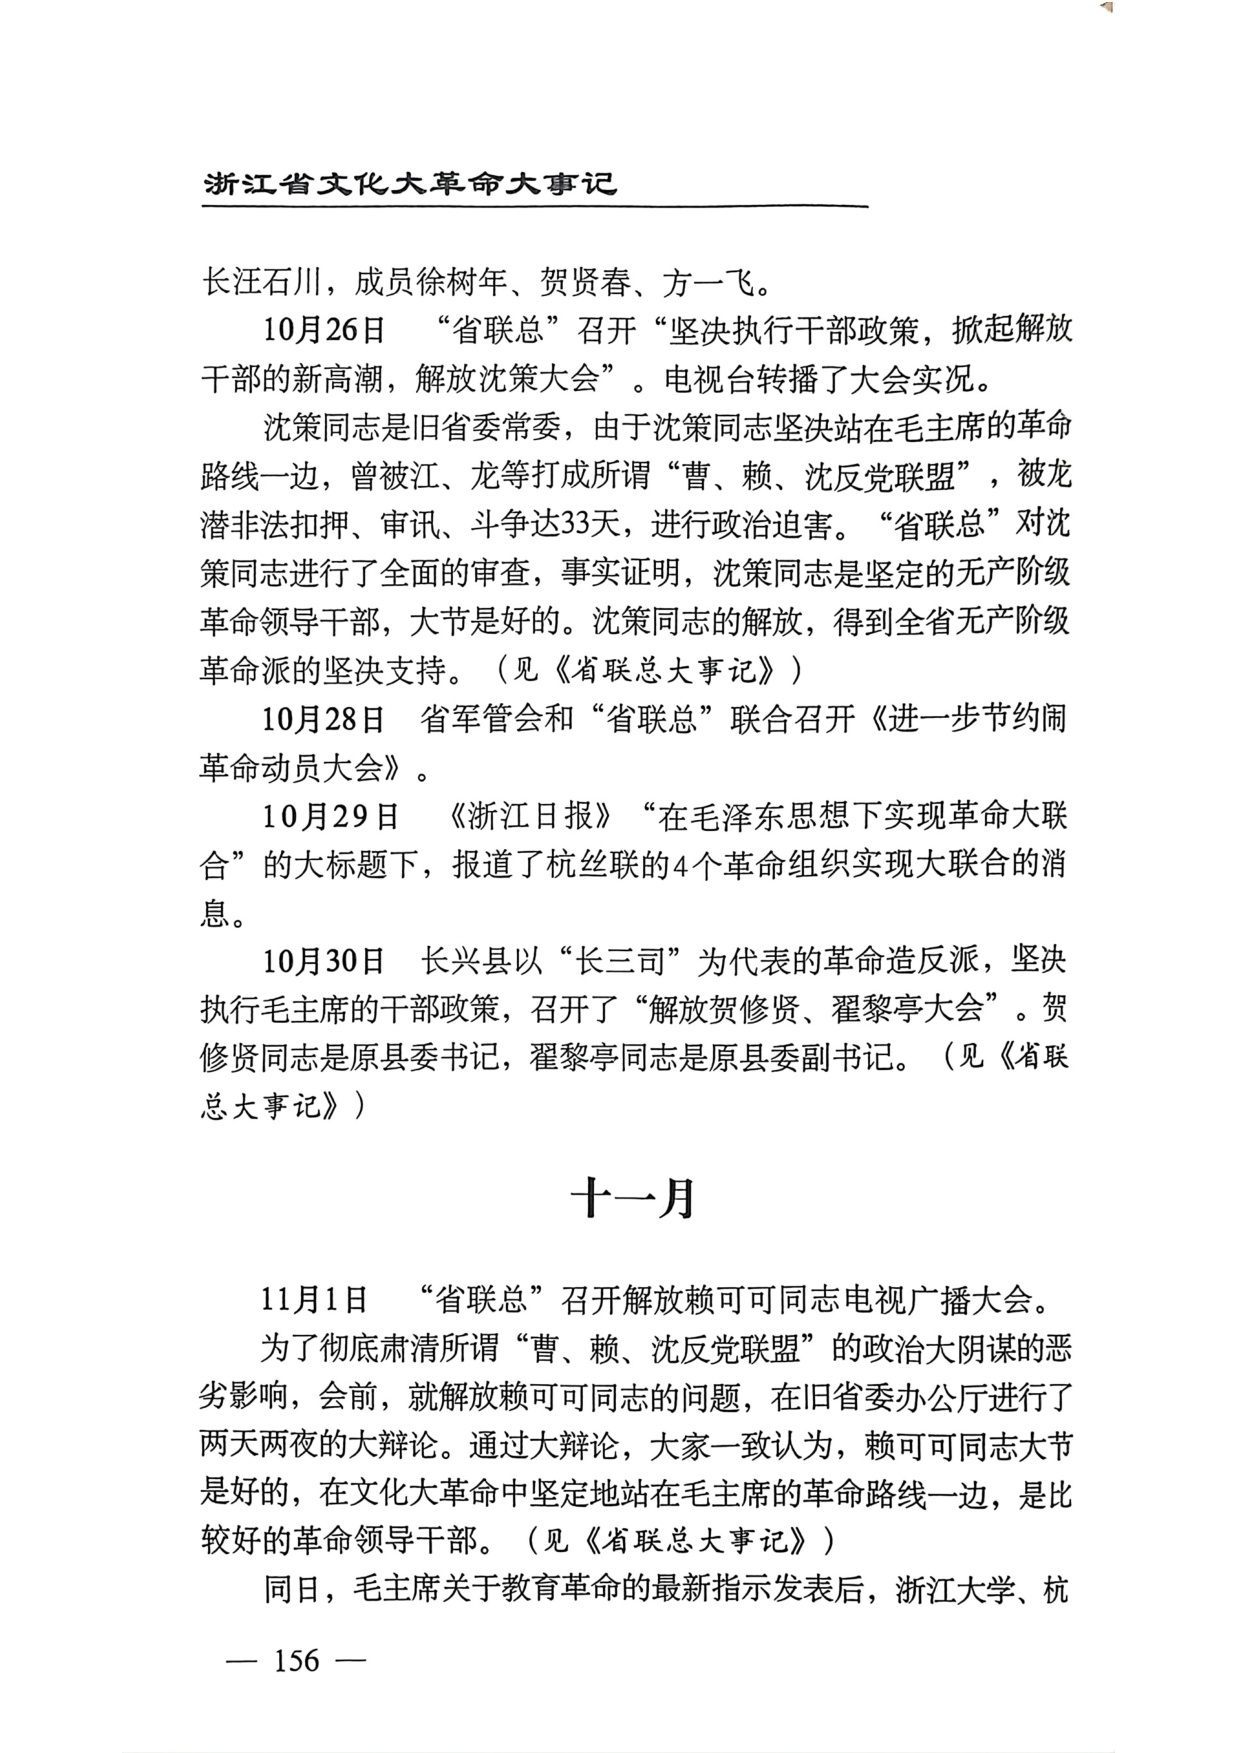 浙江省文化大革命大事记
长汪石川，成员徐树年、贺贤春、方一飞。
10月26日　“省联总”召开“坚决执行干部政策，掀起解放
干部的新高潮，解放沈策大会”。电视台转播了大会实况。
沈策同志是旧省委常委，由于沈策同志坚决站在毛主席的革命
路线一边，曾被江、龙等打成所谓“曹、赖、沈反党联盟”，被龙
潜非法扣押、审讯、斗争达33天，进行政治迫害。“省联总”对沈
策同志进行了全面的审查，事实证明，沈策同志是坚定的无产阶级
革命领导干部，大节是好的。沈策同志的解放，得到全省无产阶级
革命派的坚决支持。（见《省联总大事记》）
10月28日　省军管会和“省联总”联合召开《进一步节约闹
革命动员大会》。
10月29日　《浙江日报》“在毛泽东思想下实现革命大联
合”的大标题下，报道了杭丝联的4个革命组织实现大联合的消
息。
10月30日　长兴县以“长三司”为代表的革命造反派，坚决
执行毛主席的干部政策，召开了“解放贺修贤、翟黎亭大会”。贺
修贤同志是原县委书记，翟黎亭同志是原县委副书记。（见《省联
总大事记》）
十一月
11月1日　“省联总”召开解放赖可可同志电视广播大会。
为了彻底肃清所谓“曹、赖、沈反党联盟”的政治大阴谋的恶
劣影响，会前，就解放赖可可同志的问题，在旧省委办公厅进行了
两天两夜的大辩论。通过大辩论，大家一致认为，赖可可同志大节
是好的，在文化大革命中坚定地站在毛主席的革命路线一边，是比
较好的革命领导干部。（见《省联总大事记》）
同日，毛主席关于教育革命的最新指示发表后，浙江大学、杭
— 156 —